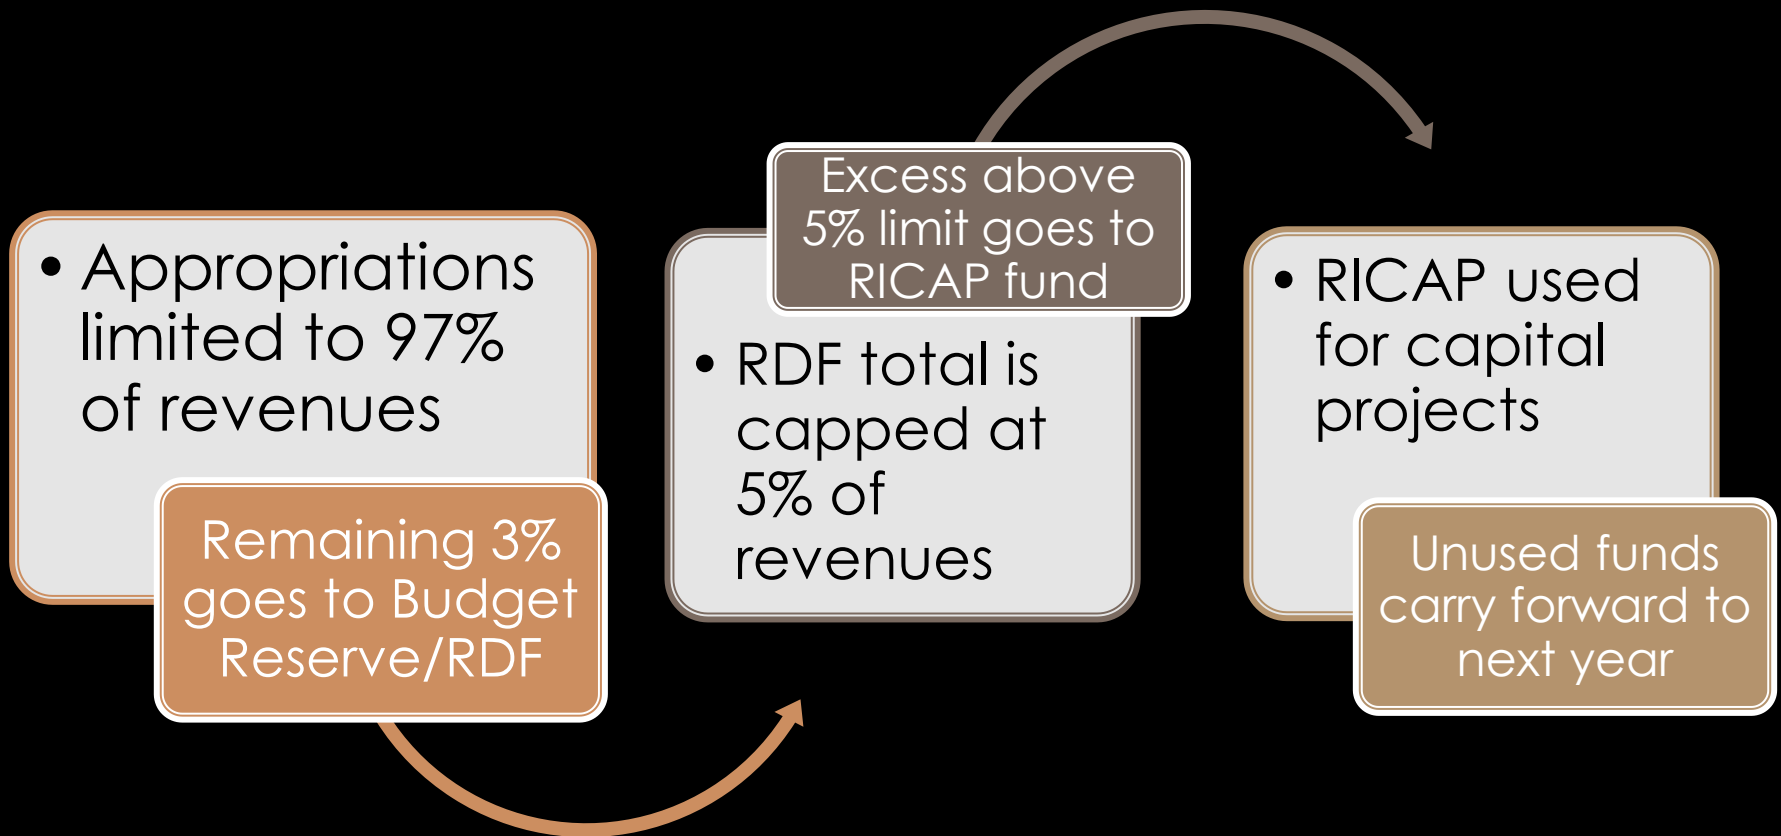 • Appropriations
limited to 97%
of revenues
Remaining 3%
goes to Budget
Reserve/RDF
Excess above
5% limit goes to
RICAP fund
• RDF total is
capped at
5% of
revenues
• RICAP used
for capital
projects
Unused funds
carry forward to
next year